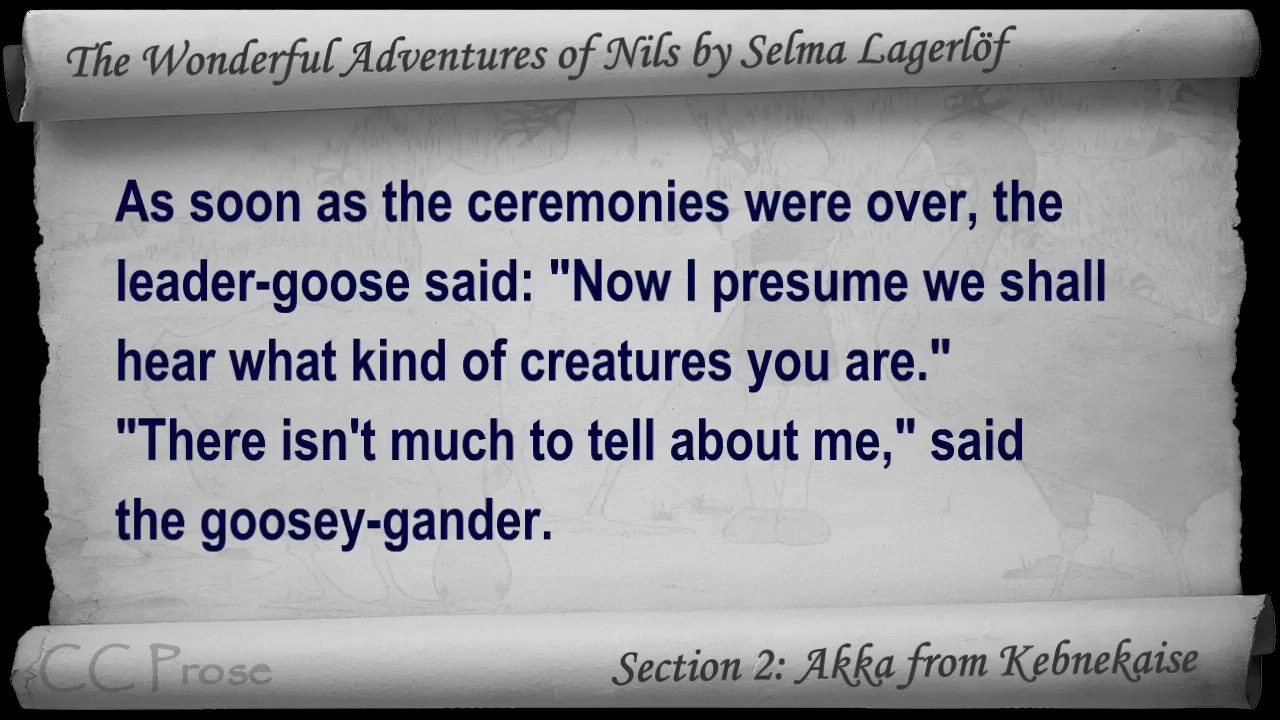 The Wonderful Adventures of Nils by Selma Lagerlöf
As soon as the ceremonies were over, the
leader-goose said: "Now I presume we shall
hear what kind of creatures you are."
"There isn't much to tell about me," said
the goosey-gander.
CC Prose
Section 2: Akka from Kebnekaise